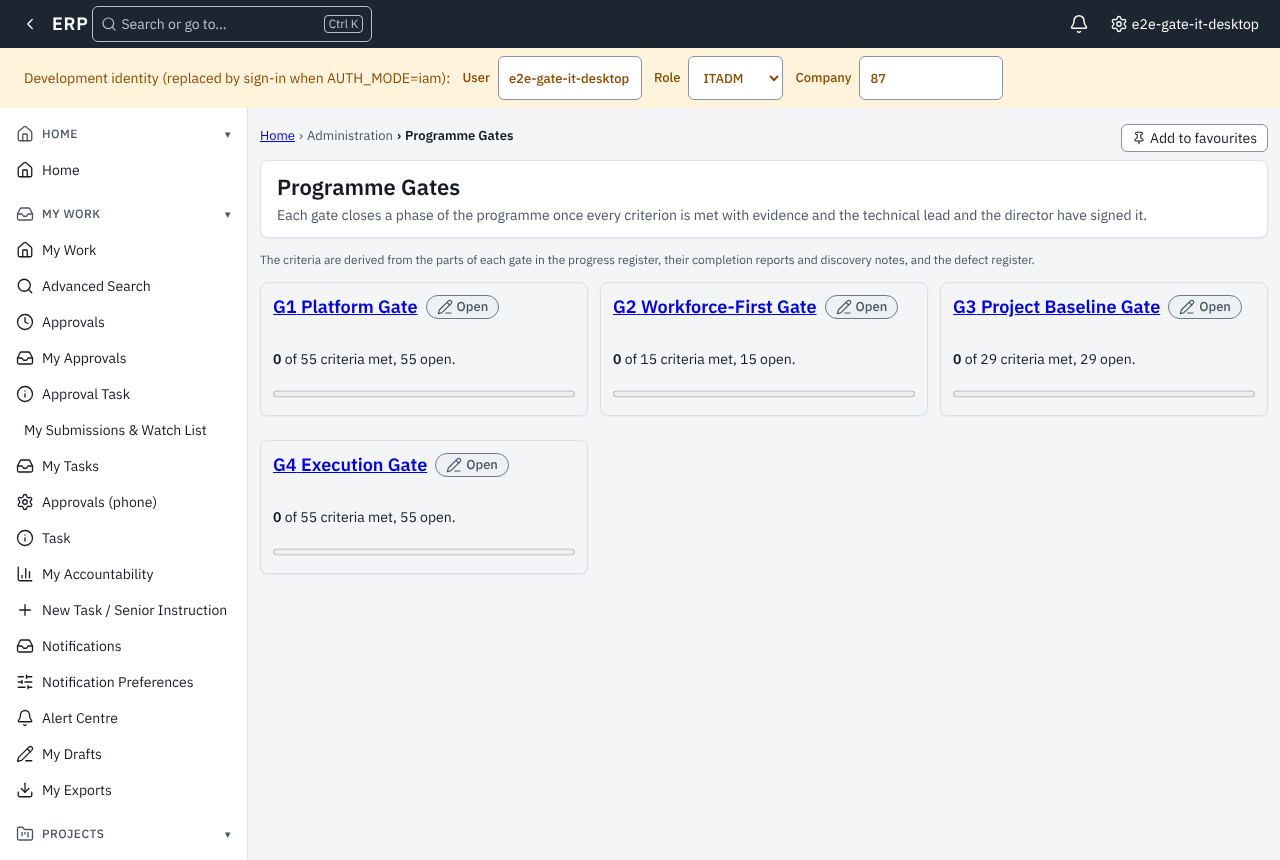 ERP
Search or go to...
Ctrl K
e2e-gate-it-desktop
Development identity (replaced by sign-in when AUTH_MODE=iam):
User
e2e-gate-it-desktop
Role
ITADM
Company
87
HOME
Home
MY WORK
My Work
Advanced Search
Approvals
My Approvals
Approval Task
My Submissions & Watch List
My Tasks
Approvals (phone)
Task
My Accountability
New Task / Senior Instruction
Notifications
Notification Preferences
Alert Centre
My Drafts
My Exports
PROJECTS
Home › Administration › Programme Gates
Add to favourites
Programme Gates
Each gate closes a phase of the programme once every criterion is met with evidence and the technical lead and the director have signed it.
The criteria are derived from the parts of each gate in the progress register, their completion reports and discovery notes, and the defect register.
G1 Platform Gate
Open
0 of 55 criteria met, 55 open.
G2 Workforce-First Gate
Open
0 of 15 criteria met, 15 open.
G3 Project Baseline Gate
Open
0 of 29 criteria met, 29 open.
G4 Execution Gate
Open
0 of 55 criteria met, 55 open.